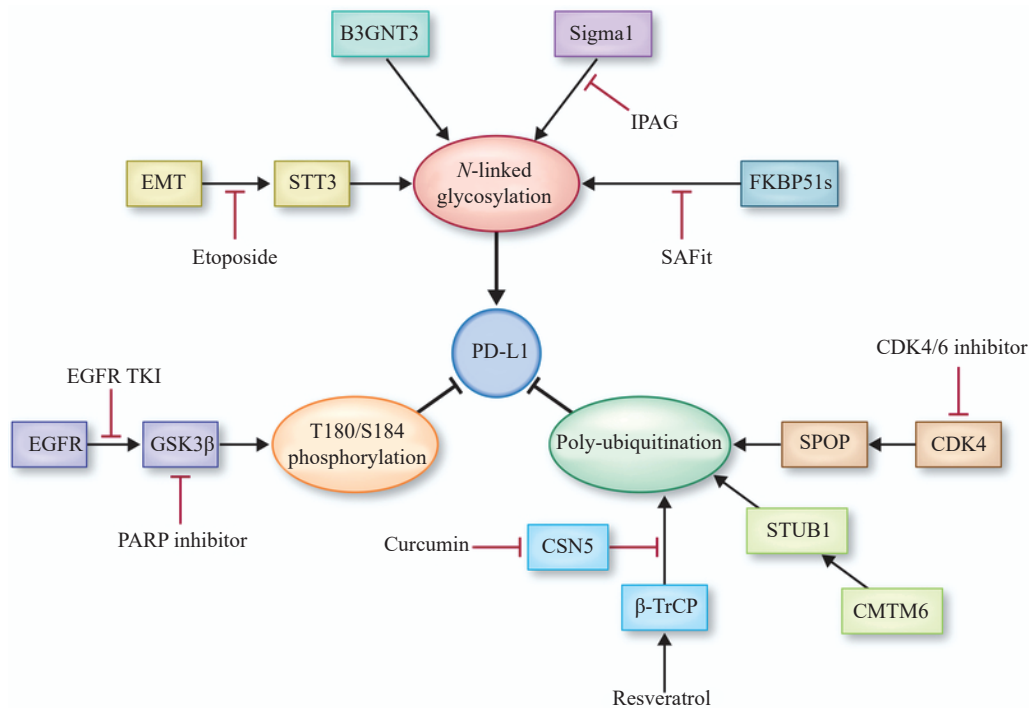 B3GNT3
Sigma1
IPAG
EMT
STT3
N-linked
glycosylation
FKBP51s
Etoposide
SAFit
PD-L1
CDK4/6 inhibitor
EGFR TKI
EGFR
GSK3β
T180/S184
phosphorylation
Poly-ubiquitination
SPOP
CDK4
PARP inhibitor
Curcumin
CSN5
STUB1
β-TrCP
CMTM6
Resveratrol